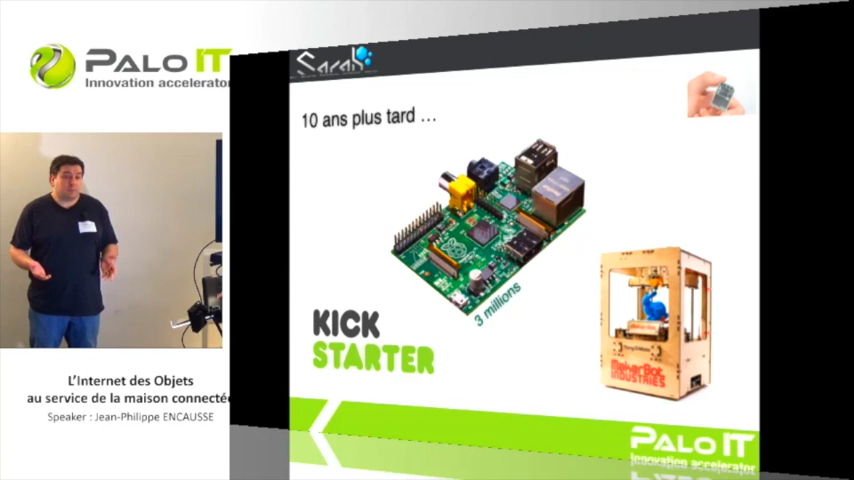 PALO IT
Innovation accelerator
L'Internet des Objets
au service de la maison connectée
Speaker : Jean-Philippe ENCAUSSE
Sarah
10 ans plus tard ...
3 millions
KICK
STARTER
MakerBot
INDUSTRIES
PALO IT
Innovation accelerator